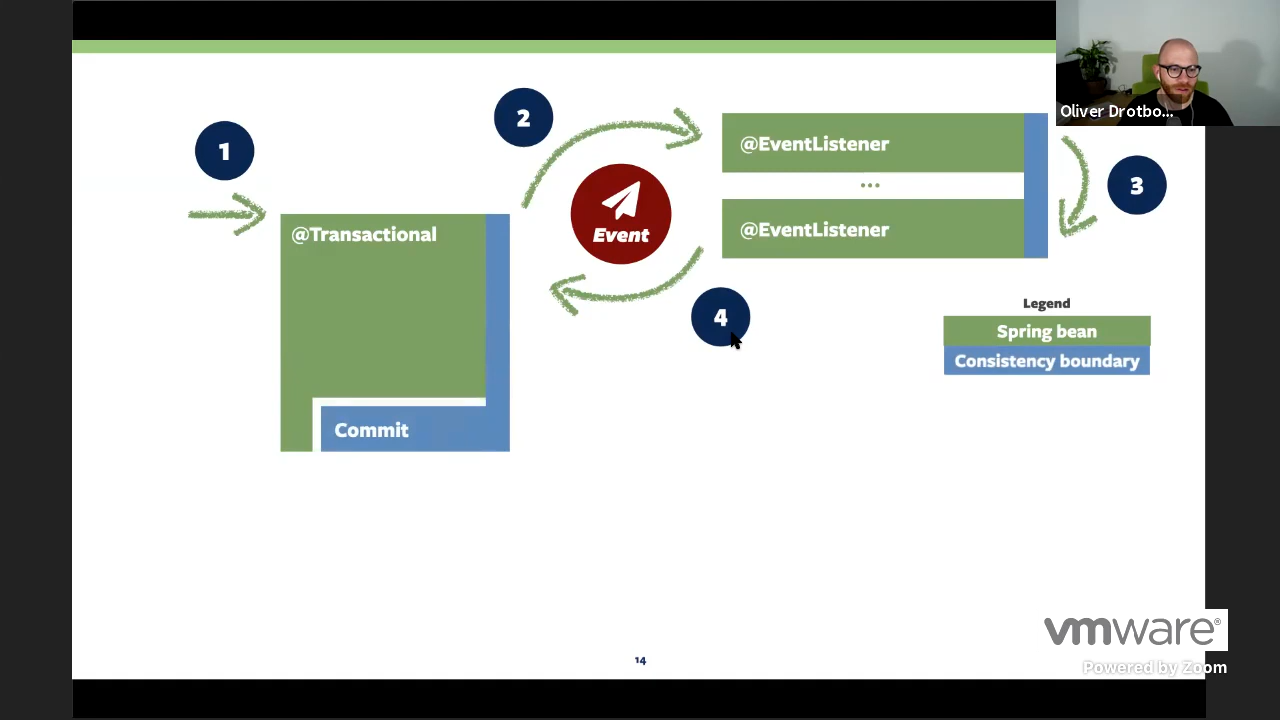 Oliver Drotbo...
1
2
@EventListener
...
@EventListener
3
Event
@Transactional
4
Commit
Legend
Spring bean
Consistency boundary
14
vmware®
Powered by Zoom